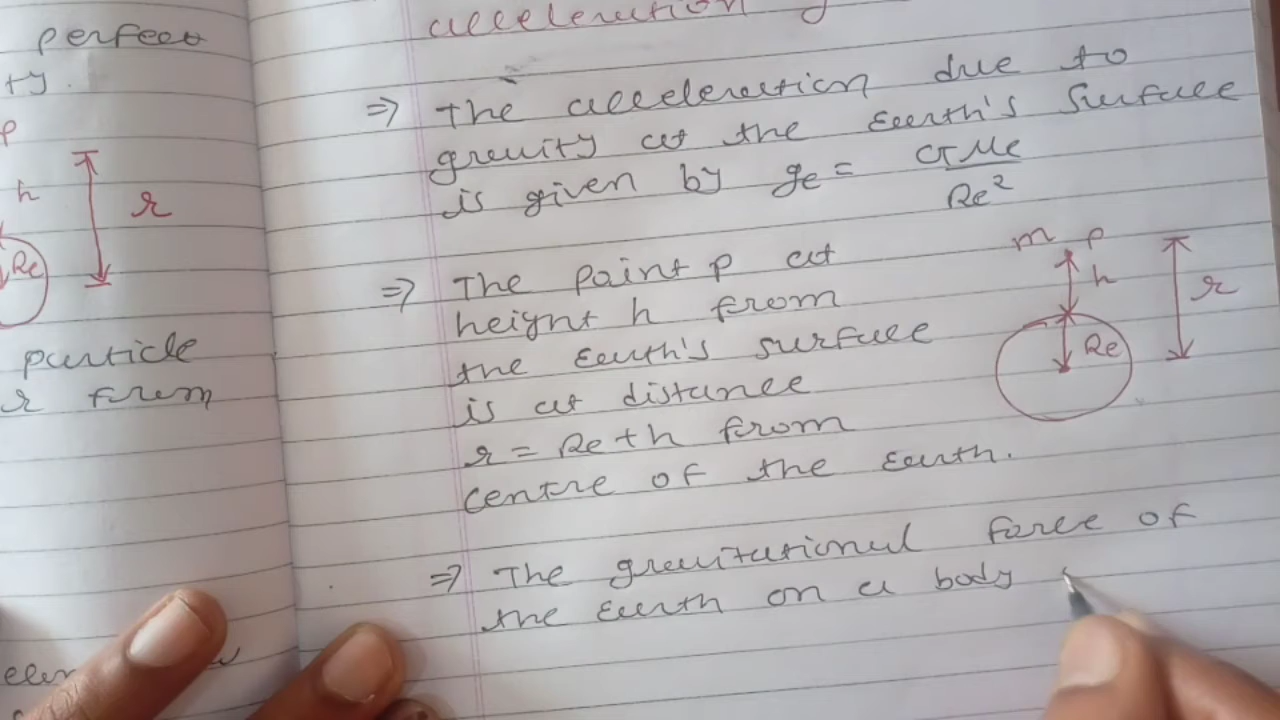 perfect
ty.
P
h
r
Re
particle
r from
acceleration g
⇒ The acceleration due to
gravity at the Earth's surface
is given by ge = GMe
Re²
⇒ The point P at
height h from
the Earth's surface
is at distance
r = Re + h from
centre of the Earth.
m P
h
r
Re
⇒ The gravitational force of
the Earth on a body